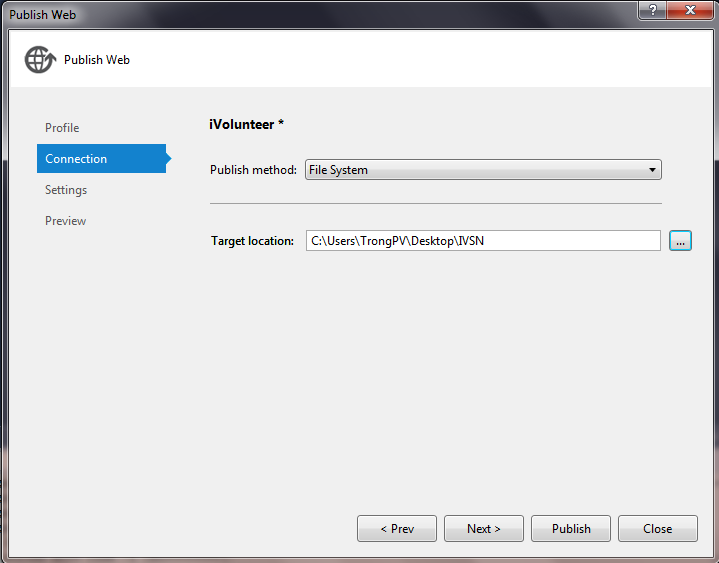 Publish Web
?
Publish Web
Profile
Connection
Settings
Preview
iVolunteer *
Publish method: File System
Target location: C:\Users\TrongPV\Desktop\IVSN ...
< Prev Next > Publish Close